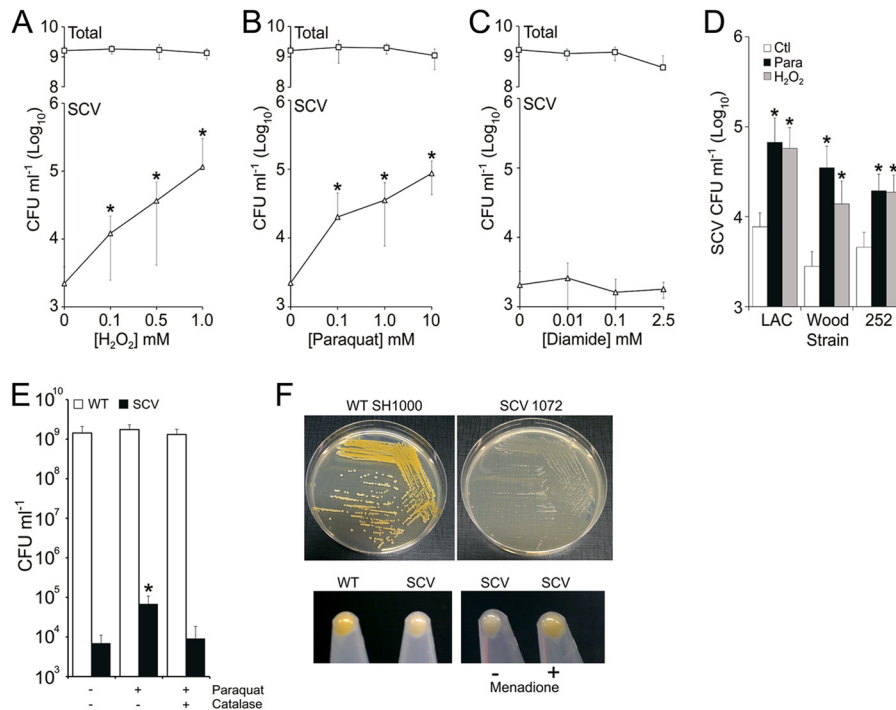 A
Total
10
9
8
SCV
6
5
4
3
CFU ml⁻¹ (Log₁₀)
*
*
*
0
0.1
0.5
1.0
[H₂O₂] mM
B
Total
10
9
8
SCV
6
5
4
3
CFU ml⁻¹ (Log₁₀)
*
*
*
0
0.1
1.0
10
[Paraquat] mM
C
Total
10
9
8
SCV
6
5
4
3
CFU ml⁻¹ (Log₁₀)
0
0.01
0.1
2.5
[Diamide] mM
D
Ctl
Para
H₂O₂
6
5
4
3
SCV CFU ml⁻¹ (Log₁₀)
* *
* *
* *
LAC Wood 252
Strain
E
WT SCV
10¹⁰
10⁹
10⁸
10⁷
10⁶
10⁵
10⁴
10³
CFU ml⁻¹
*
- + + Paraquat
- - + Catalase
F
WT SH1000
SCV 1072
WT SCV
SCV SCV
- +
Menadione